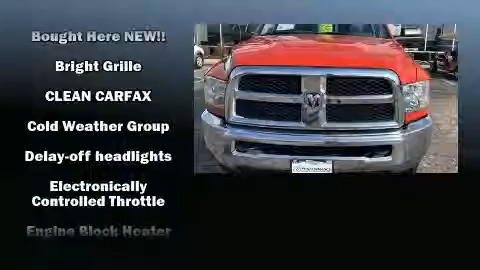 Bought Here NEW!!
Bright Grille
CLEAN CARFAX
Cold Weather Group
Delay-off headlights
Electronically
Controlled Throttle
Engine Block Heater